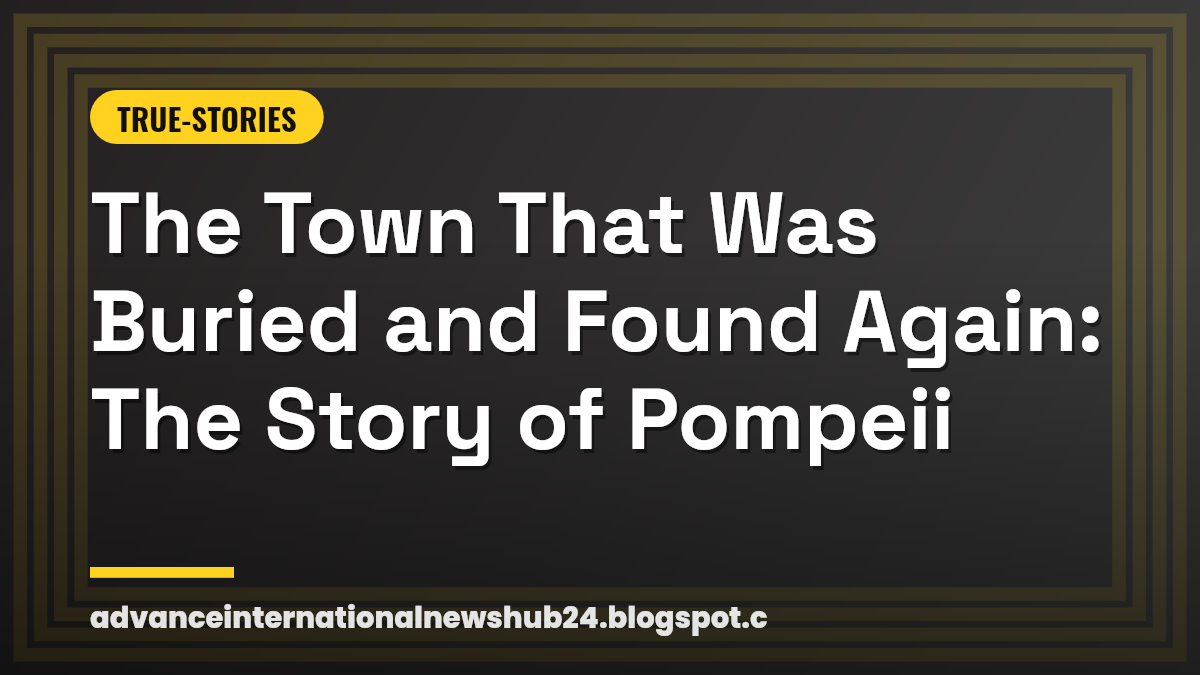 TRUE-STORIES
The Town That Was
Buried and Found Again:
The Story of Pompeii
advanceinternationalnewshub24.blogspot.c